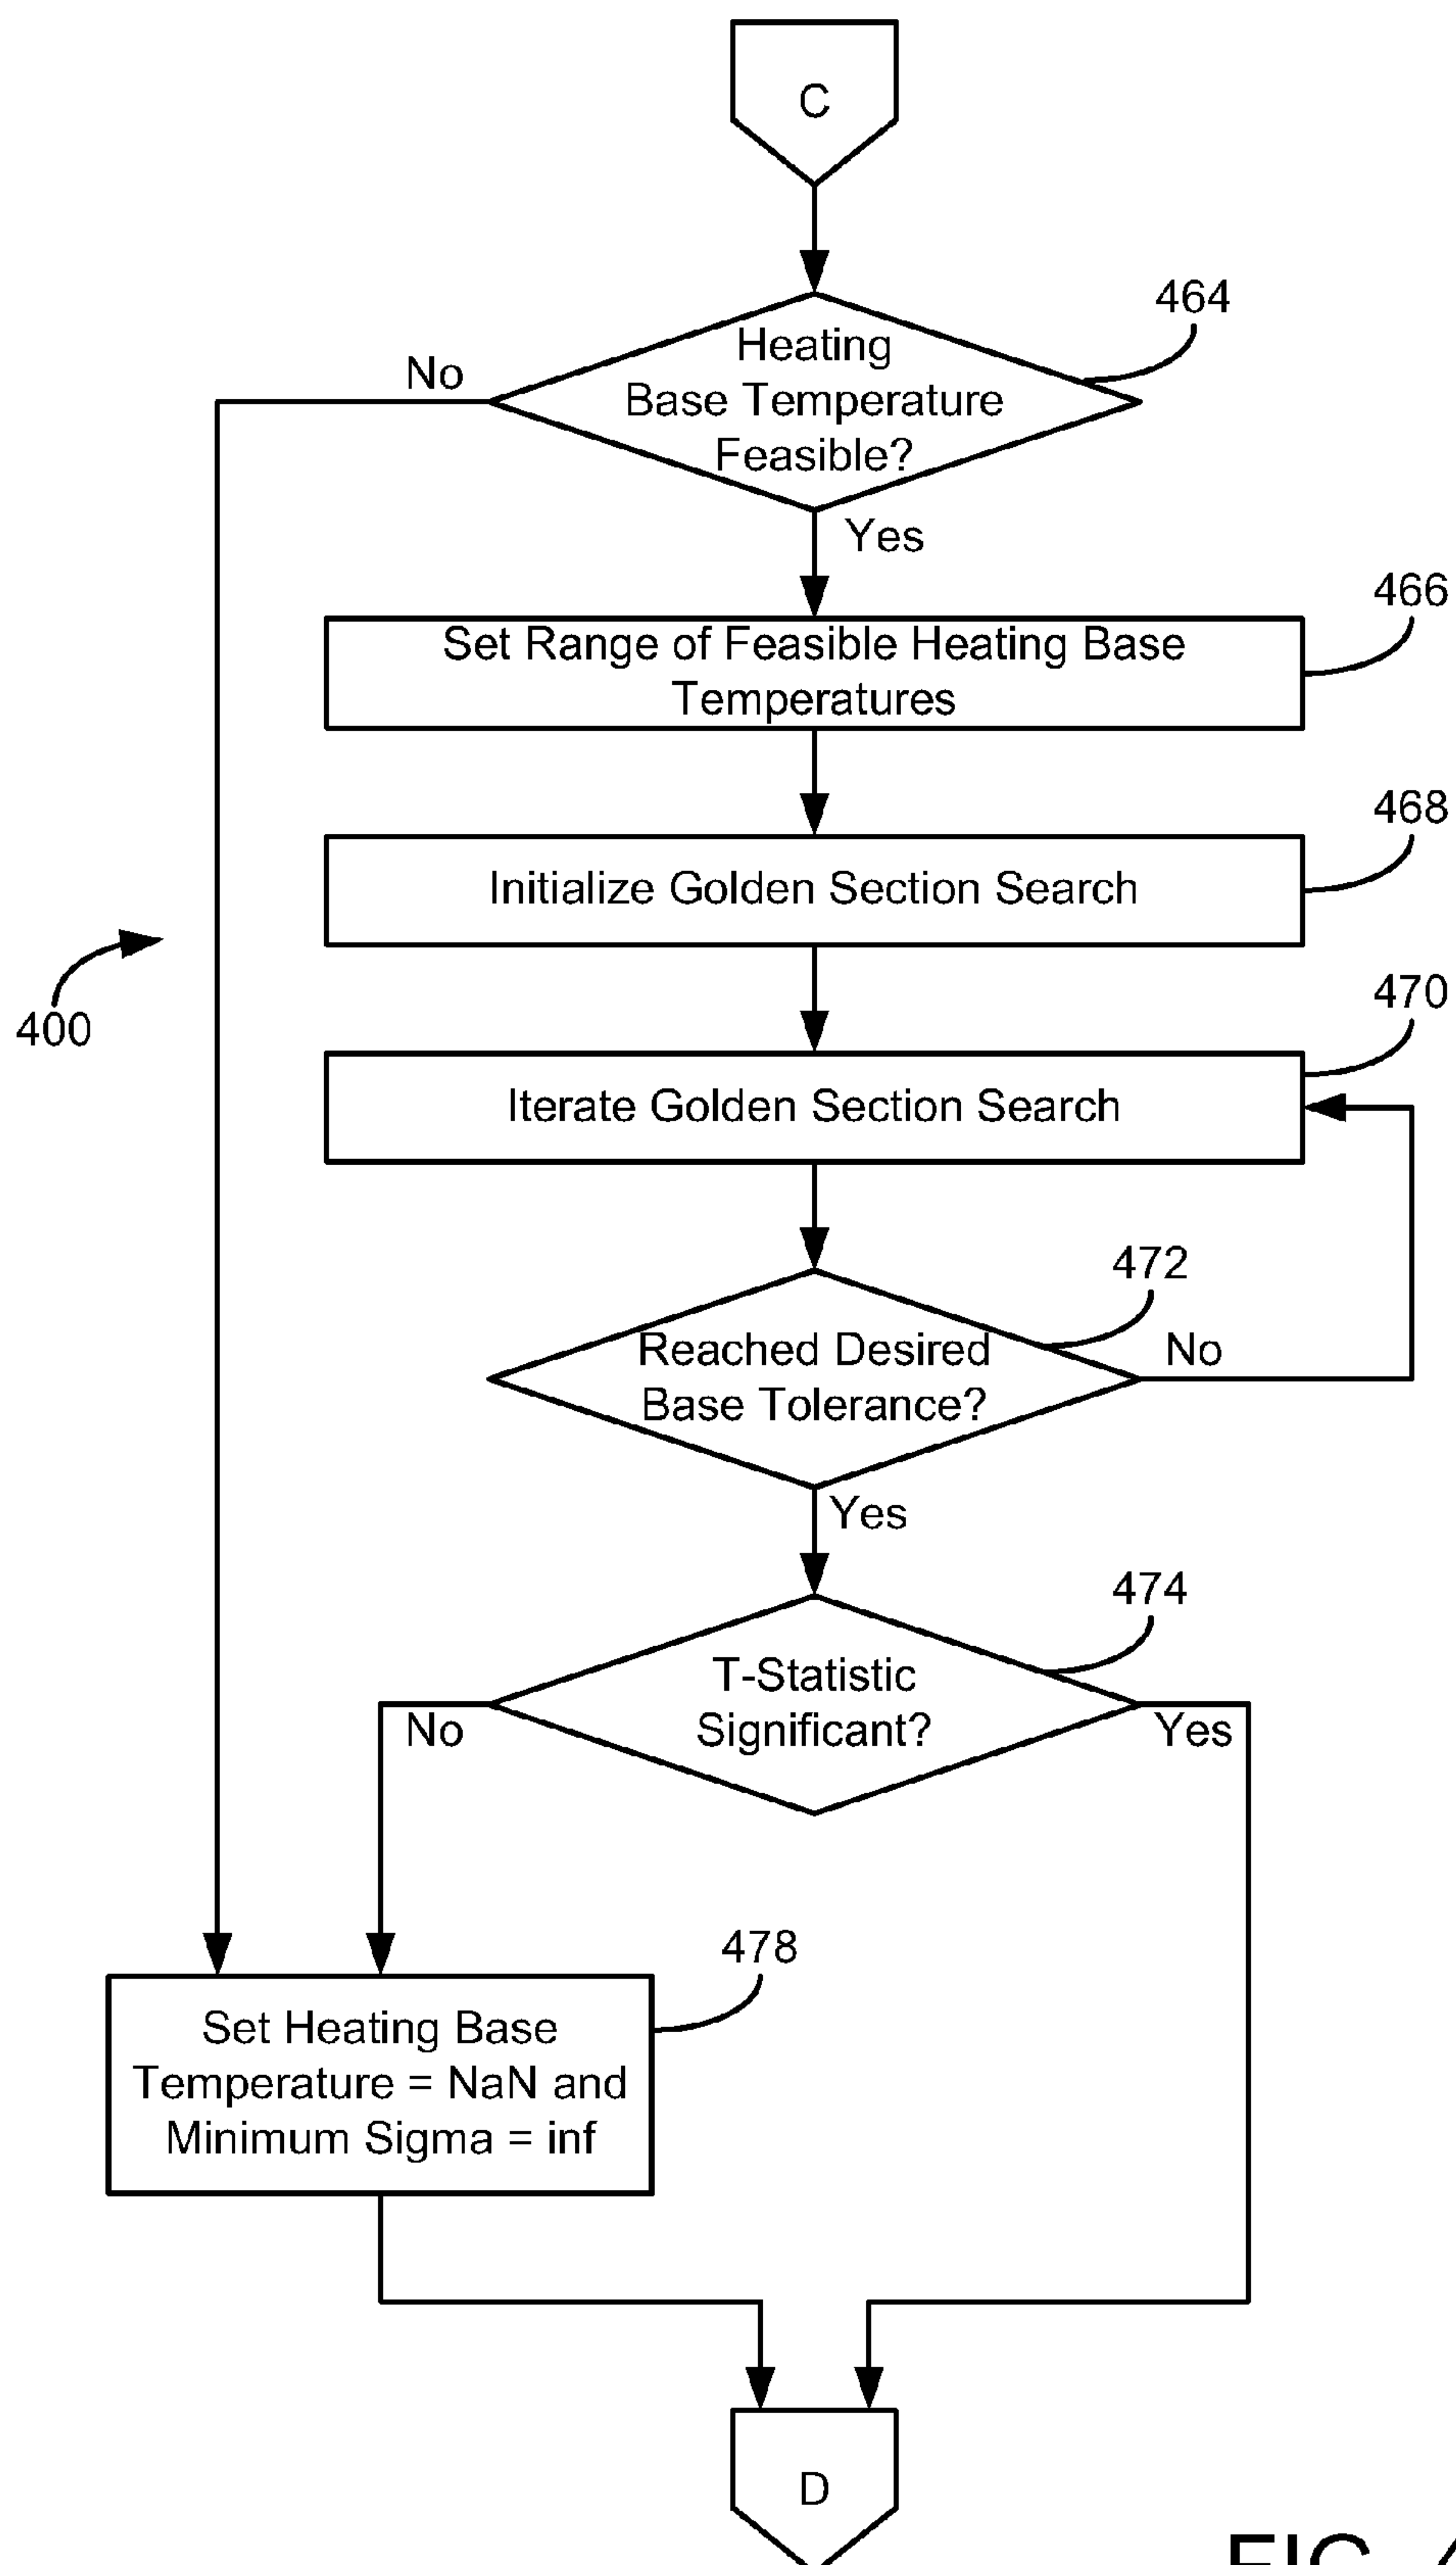 C
464
Heating
Base Temperature
Feasible?
No
Yes
466
Set Range of Feasible Heating Base
Temperatures
468
Initialize Golden Section Search
400
470
Iterate Golden Section Search
472
Reached Desired
Base Tolerance?
No
Yes
474
T-Statistic
Significant?
No
Yes
478
Set Heating Base
Temperature = NaN and
Minimum Sigma = inf
D
FIG.